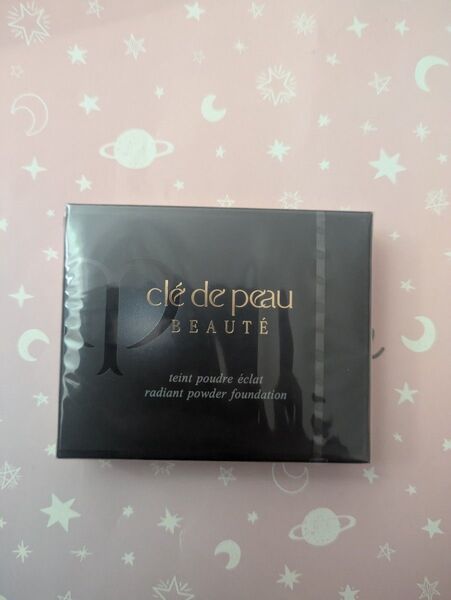 clé de peau
BEAUTÉ
teint poudre éclat
radiant powder foundation